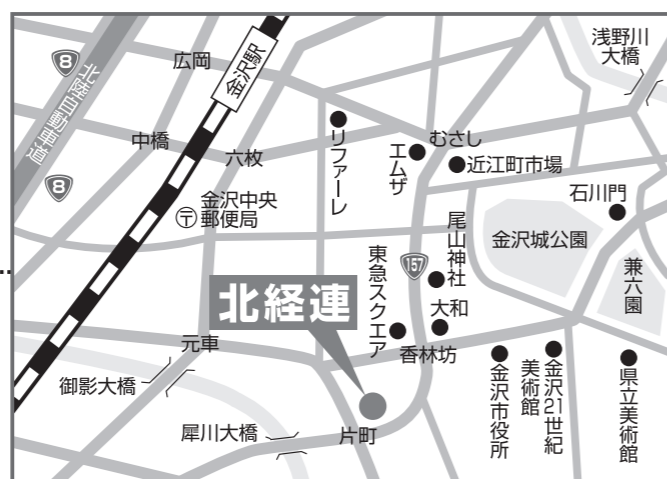 浅野川
大橋
8
広岡
金沢駅
北陸自動車道
むさし
中橋
六枚
リファーレ
エムザ
近江町市場
8
〒
金沢中央
郵便局
石川門
尾山神社
金沢城公園
東急スクエア
157
兼六園
大和
北経連
元車
香林坊
御影大橋
金沢市役所
金沢21世紀
美術館
県立美術館
犀川大橋
片町